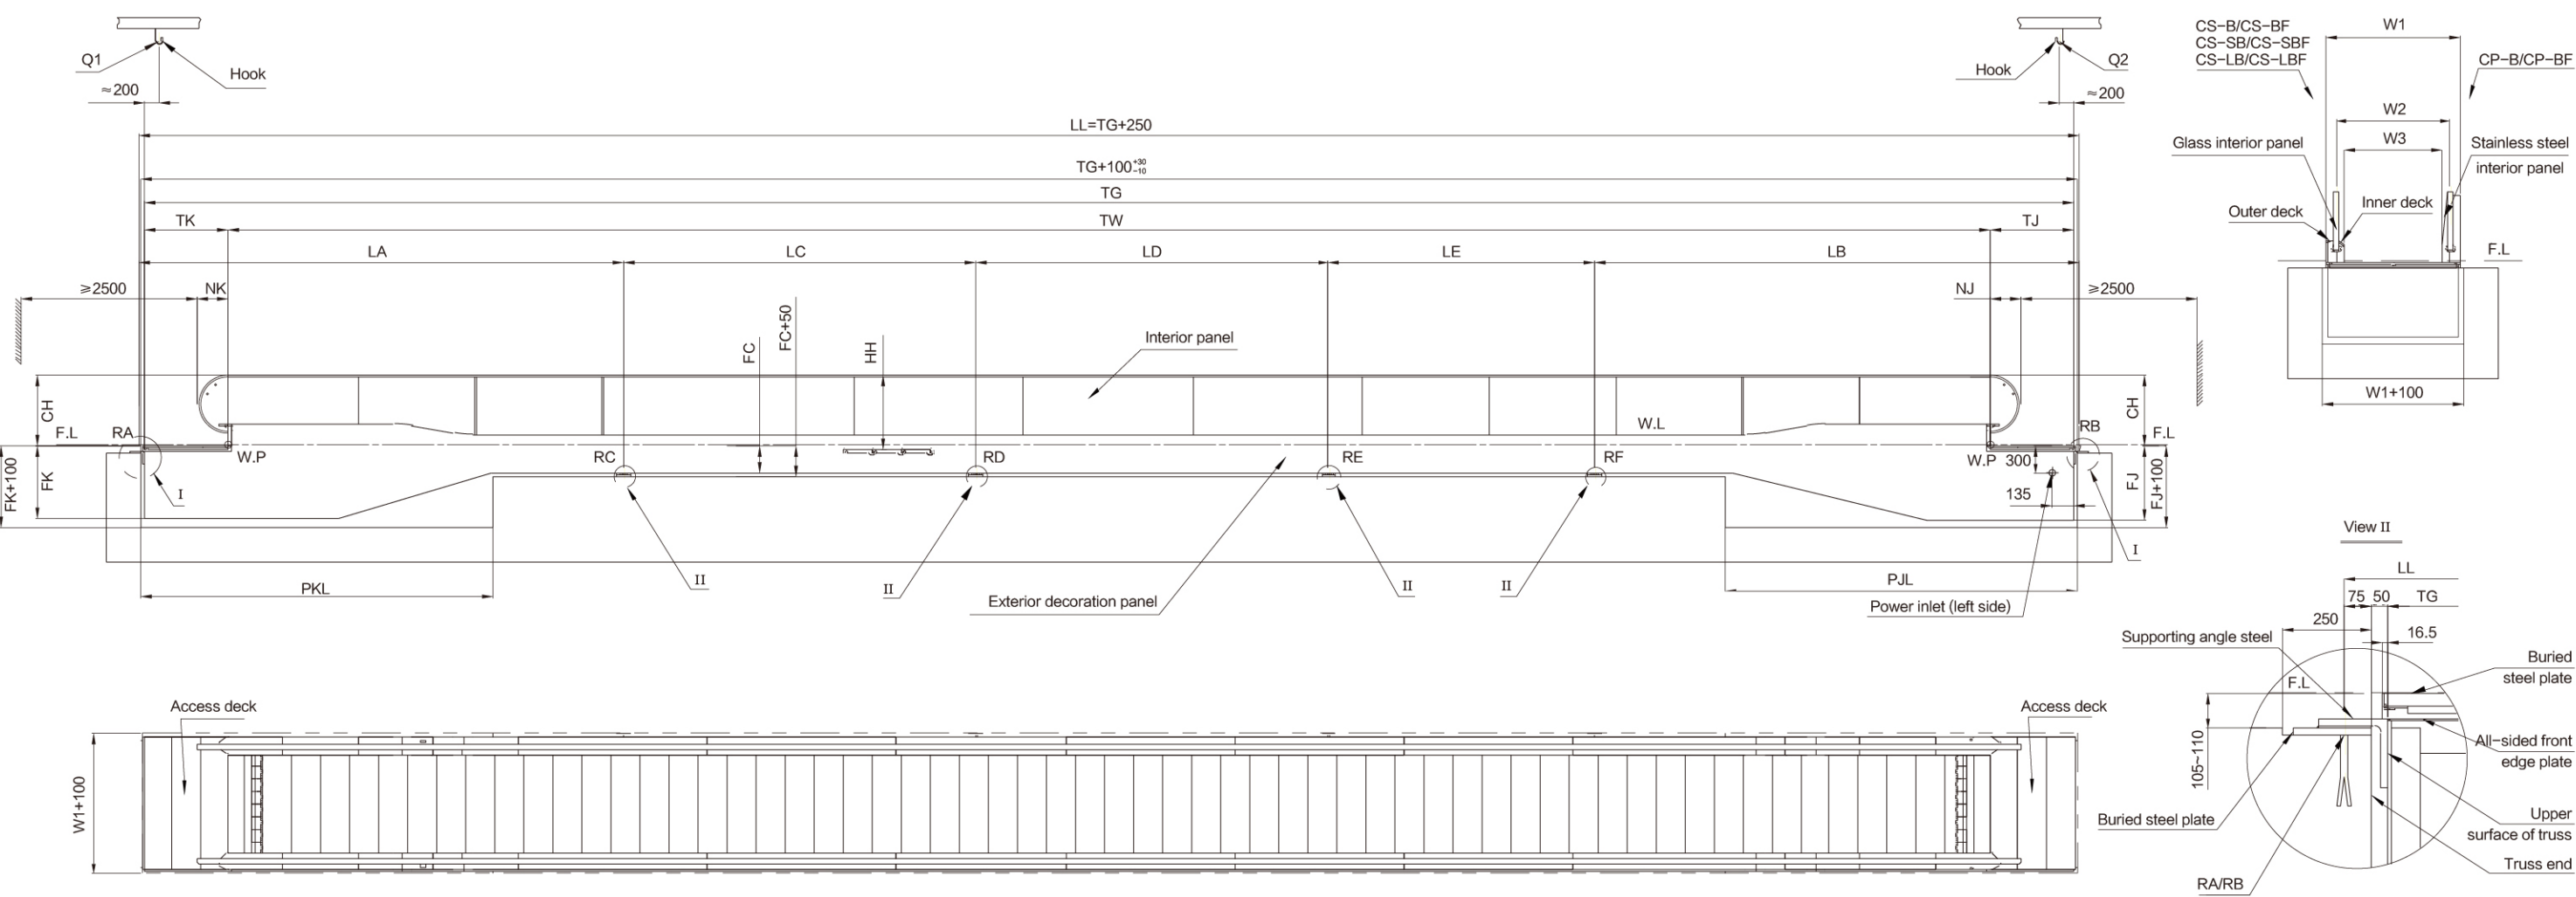 Q1
Hook
≈200
Hook
Q2
≈200
LL=TG+250
TG+100 +30 −10
TG
TK
TW
TJ
LA
LC
LD
LE
LB
≥2500
NK
NJ
≥2500
FC
FC+50
HH
Interior panel
CH
CH
F.L
RA
W.P
W.L
RB
F.L
W.P
300
RC
RD
RE
RF
FK+100
FK
I
135
FJ
FJ+100
I
PKL
II
II
II
II
PJL
Exterior decoration panel
Power inlet (left side)
Access deck
Access deck
W1+100
CS−B/CS−BF
CS−SB/CS−SBF
CS−LB/CS−LBF
W1
CP−B/CP−BF
W2
W3
Glass interior panel
Stainless steel
interior panel
Outer deck
Inner deck
F.L
W1+100
View II
LL
75
50
TG
250
16.5
Supporting angle steel
Buried
steel plate
F.L
105~110
All−sided front
edge plate
Buried steel plate
Upper
surface of truss
Truss end
RA/RB